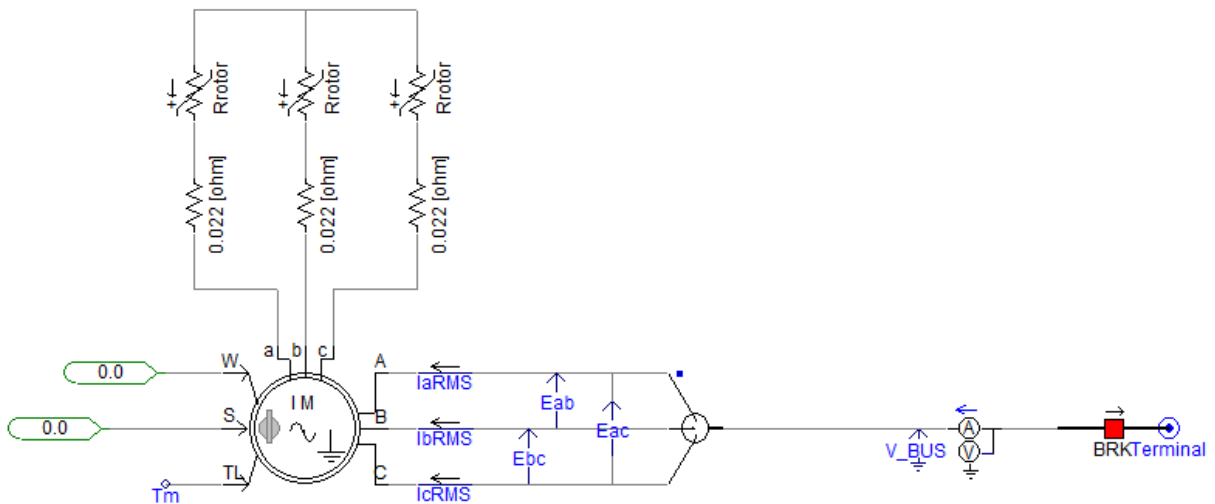 Rrotor
Rrotor
Rrotor
+
+
+
0.022 [ohm]
0.022 [ohm]
0.022 [ohm]
a
b
c
W
0.0
S
0.0
TL
Tm
I M
A
B
C
IaRMS
IbRMS
IcRMS
Eab
Ebc
Eac
V_BUS
A
V
BRK
Terminal